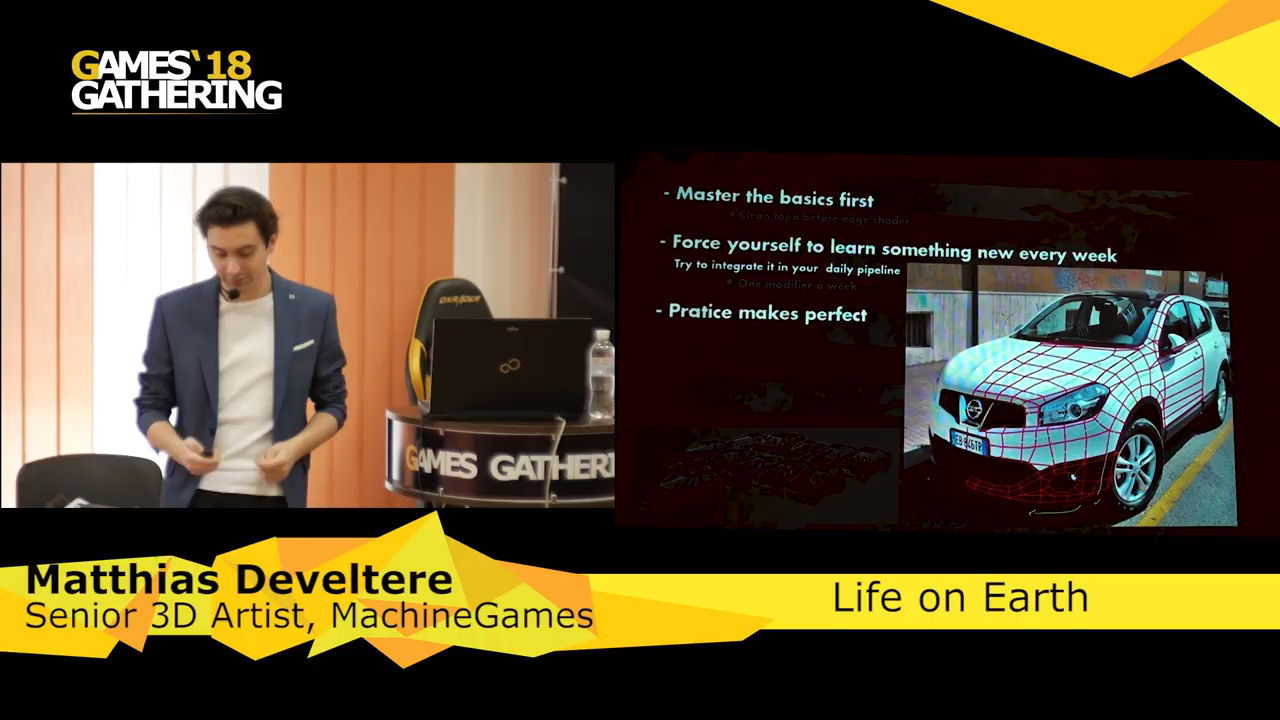 GAMES'18
GATHERING
- Master the basics first
• Clean topo before edge shader
- Force yourself to learn something new every week
Try to integrate it in your daily pipeline
• One modifier a week
- Pratice makes perfect
DXRACER
GAMES GATHERI
Matthias Develtere
Senior 3D Artist, MachineGames
Life on Earth